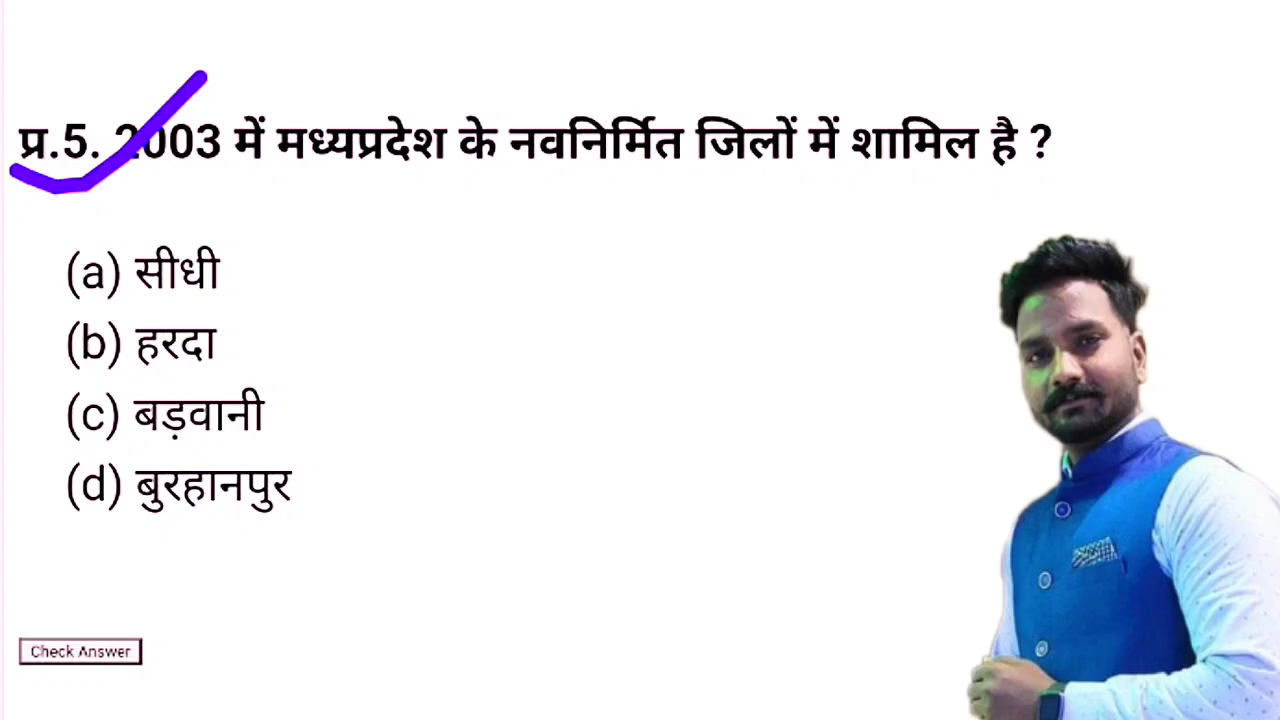 प्र.5. 2003 में मध्यप्रदेश के नवनिर्मित जिलों में शामिल है ?
(a) सीधी
(b) हरदा
(c) बड़वानी
(d) बुरहानपुर
Check Answer